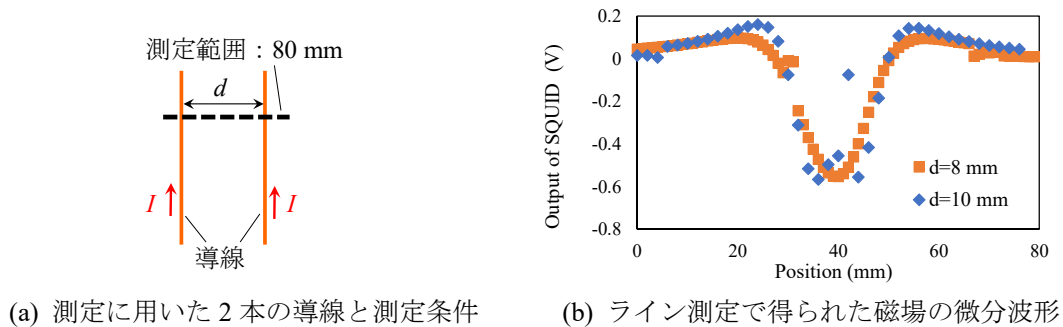 測定範囲：80 mm
d
I
I
導線
(a) 測定に用いた 2 本の導線と測定条件
Output of SQUID (V)
0.2
0
-0.2
-0.4
-0.6
-0.8
0
20
40
60
80
Position (mm)
d=8 mm
d=10 mm
(b) ライン測定で得られた磁場の微分波形